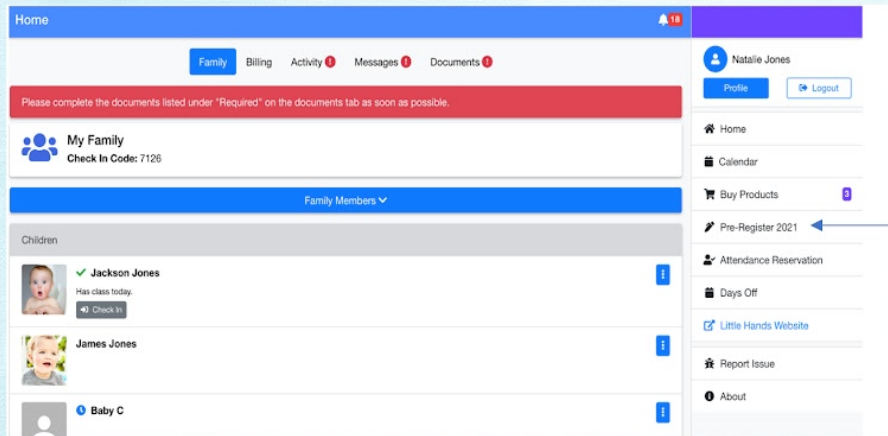 Home
18
Family Billing Activity ! Messages ! Documents !
Please complete the documents listed under "Required" on the documents tab as soon as possible.
My Family
Check In Code: 7126
Family Members
Children
Jackson Jones
Has class today.
Check In
James Jones
Baby C
Natalie Jones
Profile Logout
Home
Calendar
Buy Products 3
Pre-Register 2021
Attendance Reservation
Days Off
Little Hands Website
Report Issue
About